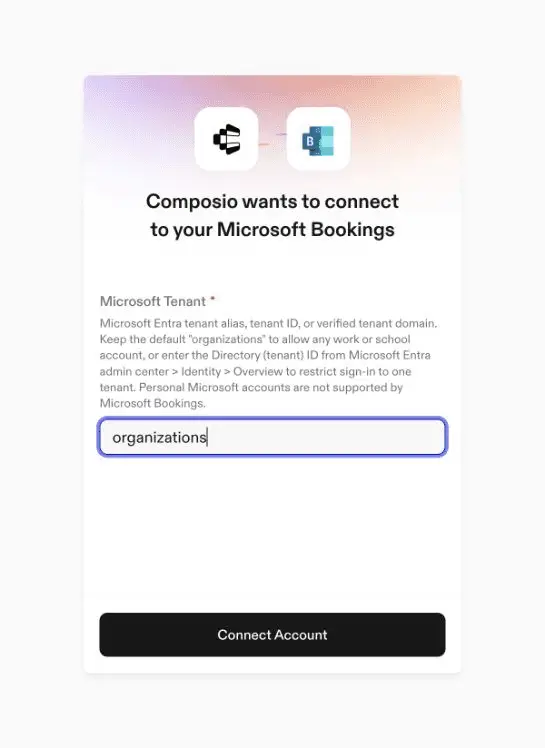 B
Composio wants to connect
to your Microsoft Bookings
Microsoft Tenant *
Microsoft Entra tenant alias, tenant ID, or verified tenant domain.
Keep the default "organizations" to allow any work or school
account, or enter the Directory (tenant) ID from Microsoft Entra
admin center > Identity > Overview to restrict sign-in to one
tenant. Personal Microsoft accounts are not supported by
Microsoft Bookings.
organizations
Connect Account